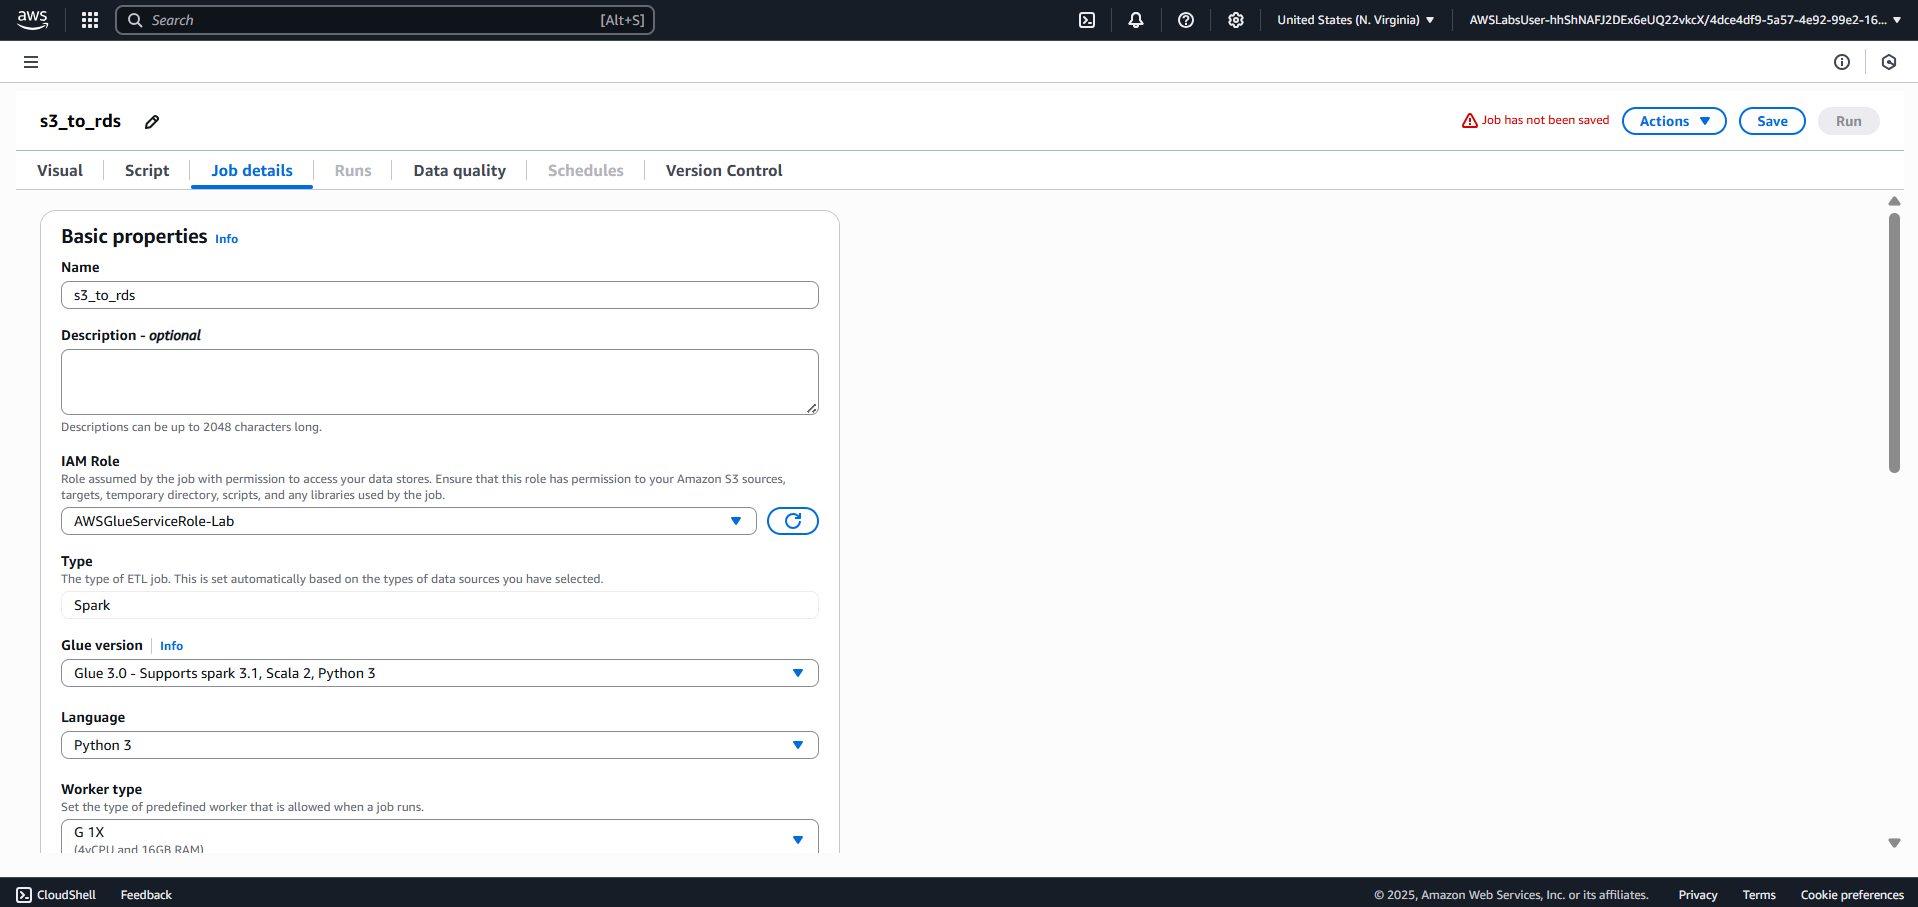 aws
Search [Alt+S]
United States (N. Virginia)
AWSLabsUser-hhShNAFJ2DEx6eUQ22vkcX/4dce4df9-5a57-4e92-99e2-16...
s3_to_rds
Job has not been saved
Actions
Save
Run
Visual
Script
Job details
Runs
Data quality
Schedules
Version Control
Basic properties Info
Name
s3_to_rds
Description - optional
Descriptions can be up to 2048 characters long.
IAM Role
Role assumed by the job with permission to access your data stores. Ensure that this role has permission to your Amazon S3 sources,
targets, temporary directory, scripts, and any libraries used by the job.
AWSGlueServiceRole-Lab
Type
The type of ETL job. This is set automatically based on the types of data sources you have selected.
Spark
Glue version Info
Glue 3.0 - Supports spark 3.1, Scala 2, Python 3
Language
Python 3
Worker type
Set the type of predefined worker that is allowed when a job runs.
G 1X
(4vCPU and 16GB RAM)
CloudShell
Feedback
© 2025, Amazon Web Services, Inc. or its affiliates.
Privacy
Terms
Cookie preferences